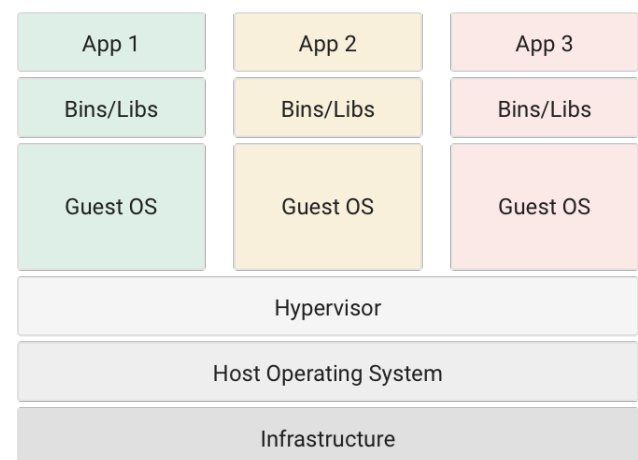 App 1
App 2
App 3
Bins/Libs
Bins/Libs
Bins/Libs
Guest OS
Guest OS
Guest OS
Hypervisor
Host Operating System
Infrastructure